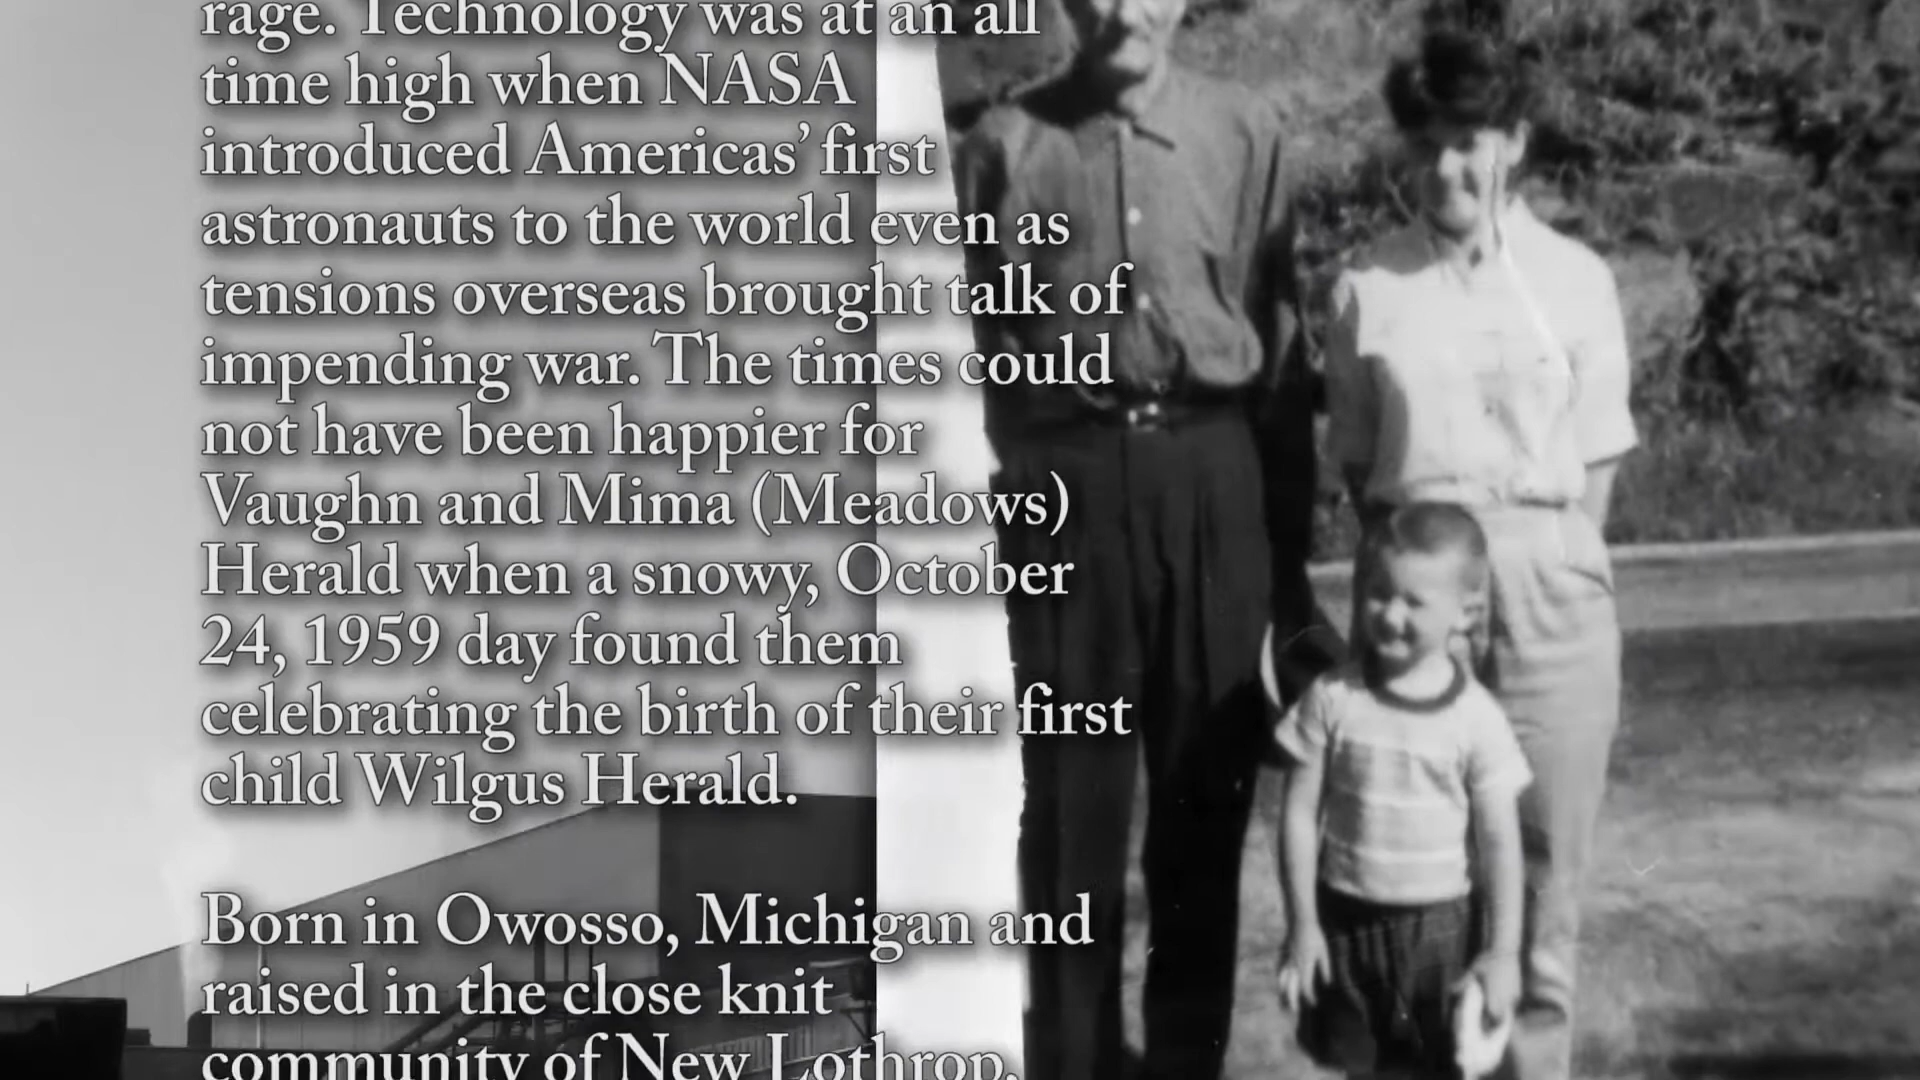 rage. Technology was at an all
time high when NASA
introduced Americas’ first
astronauts to the world even as
tensions overseas brought talk of
impending war. The times could
not have been happier for
Vaughn and Mima (Meadows)
Herald when a snowy, October
24, 1959 day found them
celebrating the birth of their first
child Wilgus Herald.
Born in Owosso, Michigan and
raised in the close knit
community of New Lothrop,